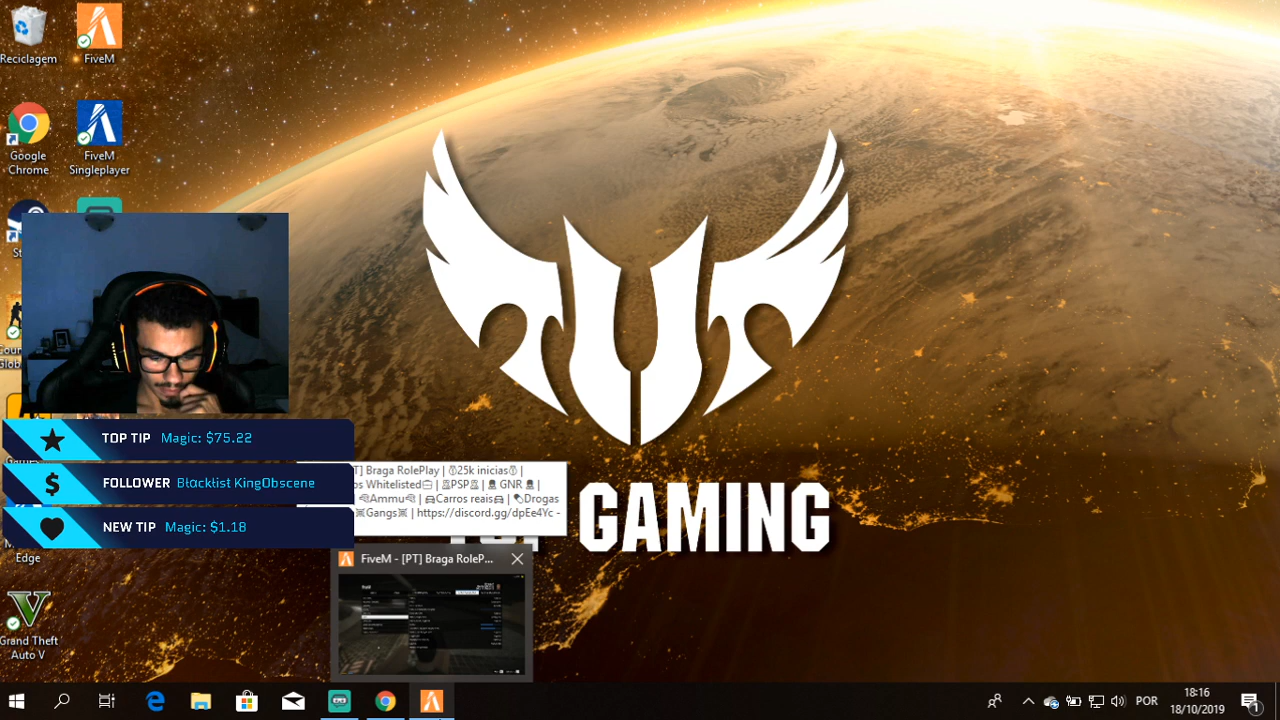 Reciclagem
FiveM
Google
Chrome
FiveM
Singleplayer
TOP TIP Magic: $75.22
FOLLOWER Blacklist KingObscene
NEW TIP Magic: $1.18
T] Braga RolePlay | 25k inicias |
os Whitelisted | PSP | GNR |
Ammu | Carros reais | Drogas
Gangs | https://discord.gg/dpEe4Yc -
GAMING
Edge
FiveM - [PT] Braga RoleP...
Grand Theft
Auto V
POR
18:16
18/10/2019
1